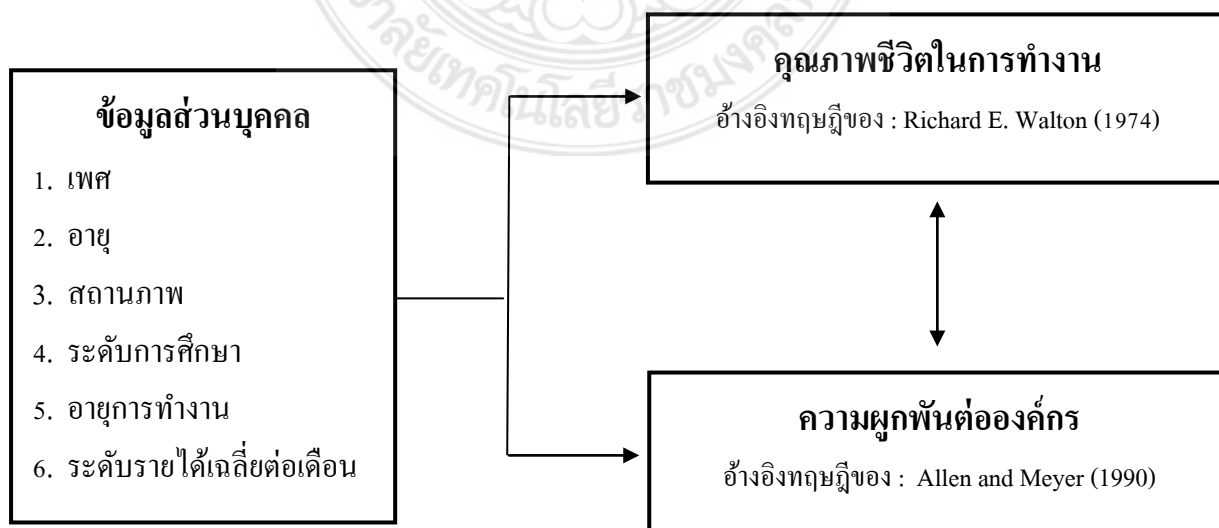 ข้อมูลส่วนบุคคล
1. เพศ
2. อายุ
3. สถานภาพ
4. ระดับการศึกษา
5. อายุการทำงาน
6. ระดับรายได้เฉลี่ยต่อเดือน
คุณภาพชีวิตในการทำงาน
อ้างอิงทฤษฎีของ : Richard E. Walton (1974)
ความผูกพันต่อองค์กร
อ้างอิงทฤษฎีของ : Allen and Meyer (1990)